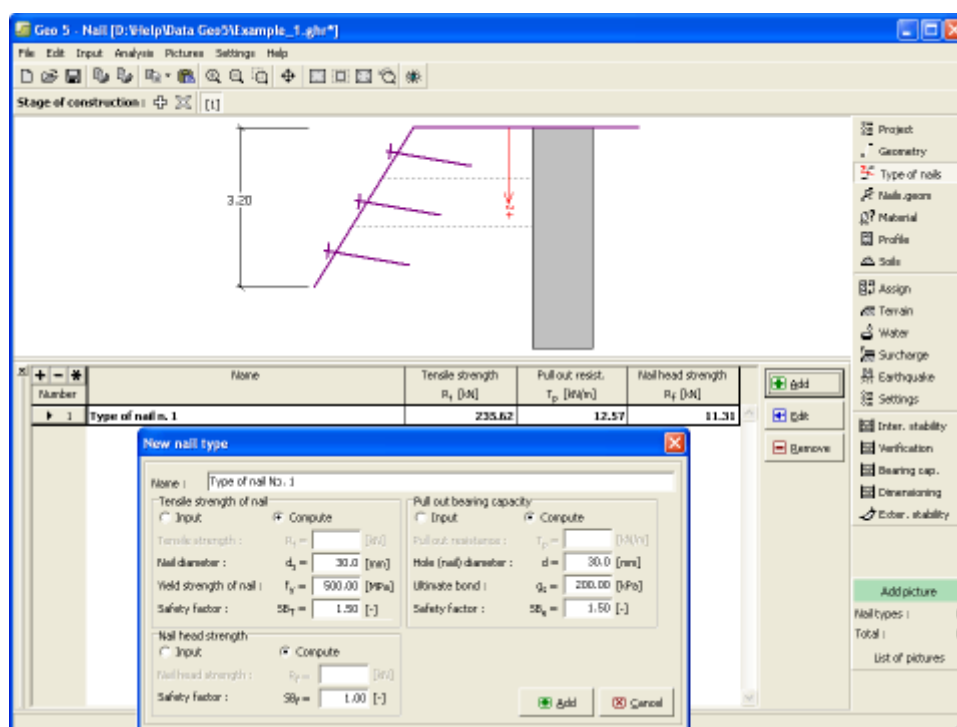 Geo 5 - Nail [D:\Help\Data Geo5\Example_1.ghr*]
File Edit Input Analysis Pictures Settings Help
Stage of construction : [1]
3.20
+z
Project
Geometry
Type of nails
Nails.geom
Material
Profile
Soils
Assign
Terrain
Water
Surcharge
Earthquake
Settings
Inter. stability
Verification
Bearing cap.
Dimensioning
Exter. stability
Add picture
Nail types :
Total :
List of pictures
Number Name Tensile strength Rt [kN] Pull out resist. Tp [kN/m] Nail head strength Rf [kN]
1 Type of nail n. 1 235.62 12.57 11.31
Add
Edit
Remove
New nail type
Name : Type of nail No. 1
Tensile strength of nail
Input Compute
Tensile strength : Rt = [kN]
Nail diameter : ds = 30.0 [mm]
Yield strength of nail : fy = 500.00 [MPa]
Safety factor : SBT = 1.50 [-]
Pull out bearing capacity
Input Compute
Pull out resistance : Tp = [kN/m]
Hole (nail) diameter : d = 30.0 [mm]
Ultimate bond : gs = 200.00 [kPa]
Safety factor : SBs = 1.50 [-]
Nail head strength
Input Compute
Nail head strength : Rf = [kN]
Safety factor : SBf = 1.00 [-]
Add Cancel